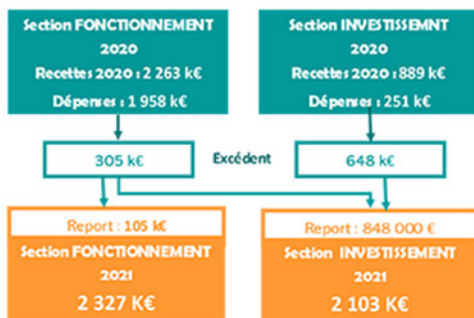 Section FONCTIONNEMENT
2020
Recettes 2020 : 2 263 k€
Dépenses : 1 958 k€
Section INVESTISSEMNT
2020
Recettes 2020 : 889 k€
Dépenses : 251 k€
305 k€
Excédent
648 k€
Report : 105 k€
Section FONCTIONNEMENT
2021
2 327 K€
Report : 848 000 €
Section INVESTISSEMENT
2021
2 103 K€